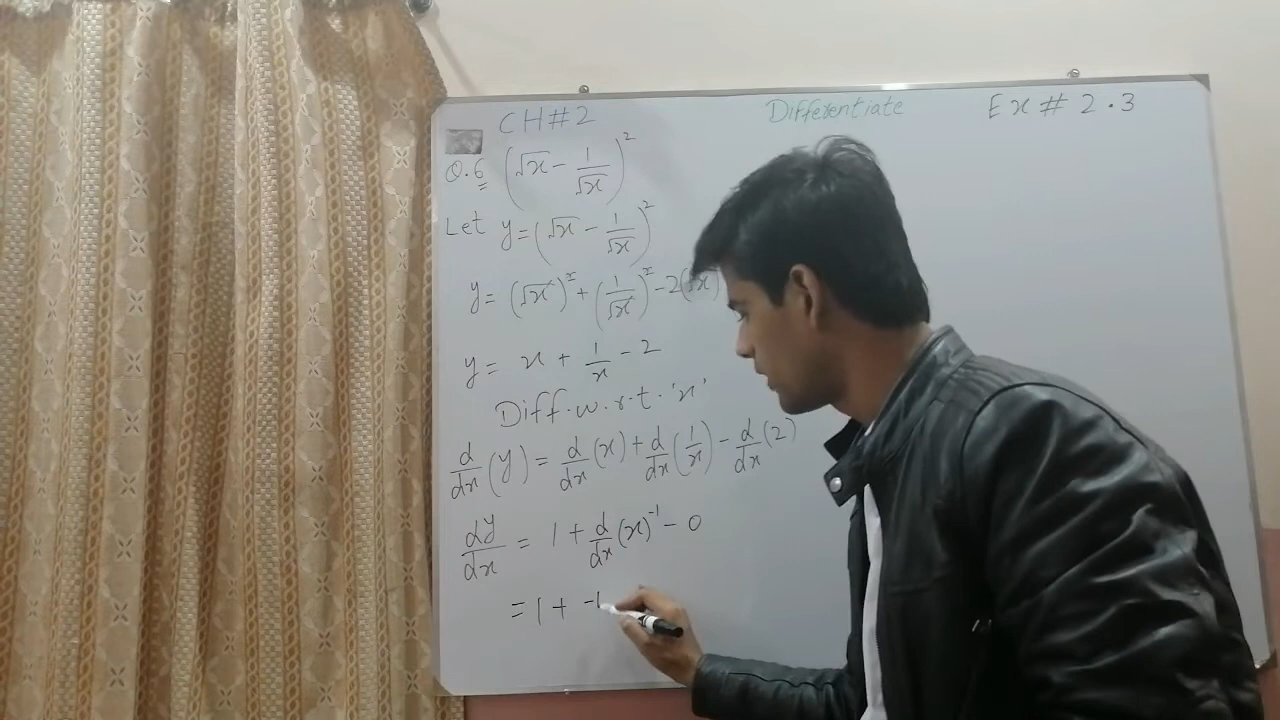 CH#2
Differentiate
Ex # 2.3
Q.6 (√x - 1/√x)²
Let y = (√x - 1/√x)²
y = (√x)² + (1/√x)² - 2(√x)
y = x + 1/x - 2
Diff.w.r.t.'x'
d/dx (y) = d/dx (x) + d/dx (1/x) - d/dx (2)
dy/dx = 1 + d/dx (x)⁻¹ - 0
= 1 + -1